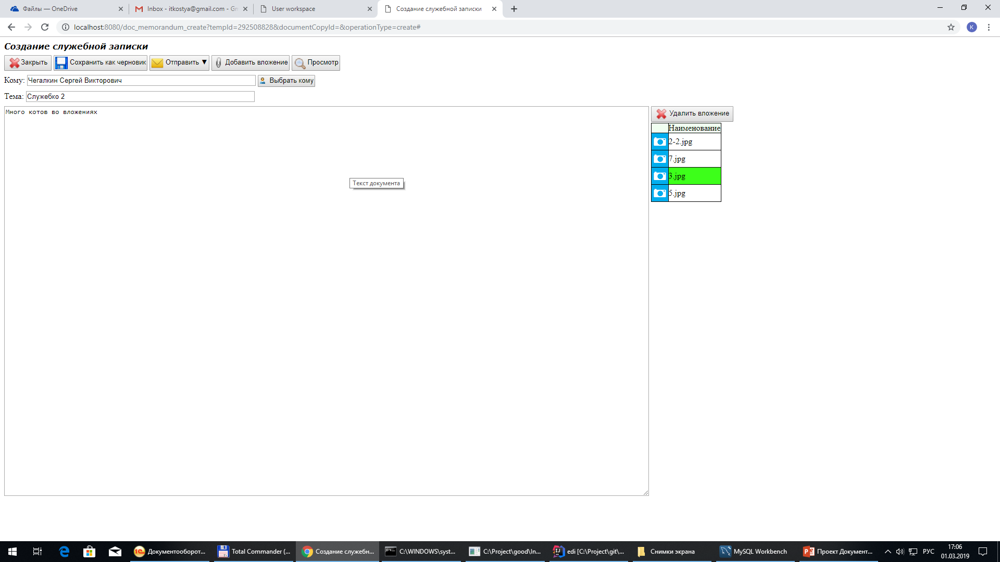 Файлы — OneDrive
Inbox - itkostya@gmail.com - Gm
User workspace
Создание служебной записки
localhost:8080/doc_memorandum_create?templd=292508828&documentCopyId=&operationType=create#
K
Создание служебной записки
Закрыть
Сохранить как черновик
Отправить ▼
Добавить вложение
Просмотр
Кому: Чегалкин Сергей Викторович
Выбрать кому
Тема: Служебко 2
Много котов во вложениях
Удалить вложение
Наименование
2-2.jpg
7.jpg
3.jpg
5.jpg
Текст документа
Документооборот...
Total Commander (...
Создание служебн...
C:\WINDOWS\syst...
C:\Project\good\In...
edi [C:\Project\git\...
Снимки экрана
MySQL Workbench
Проект Документ...
РУС
17:06
01.03.2019